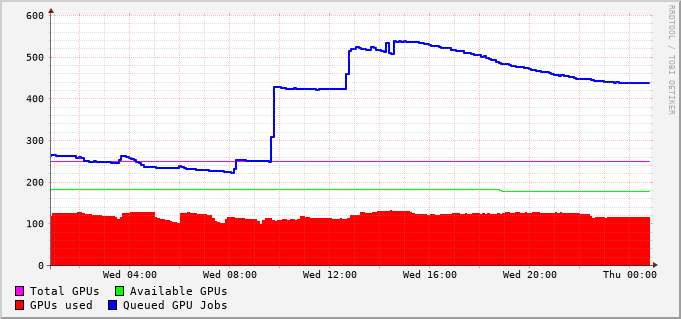 600
500
400
300
200
100
0
Wed 04:00 Wed 08:00 Wed 12:00 Wed 16:00 Wed 20:00 Thu 00:00
Total GPUs Available GPUs
GPUs used Queued GPU Jobs
RRDTOOL / TOBI OETIKER